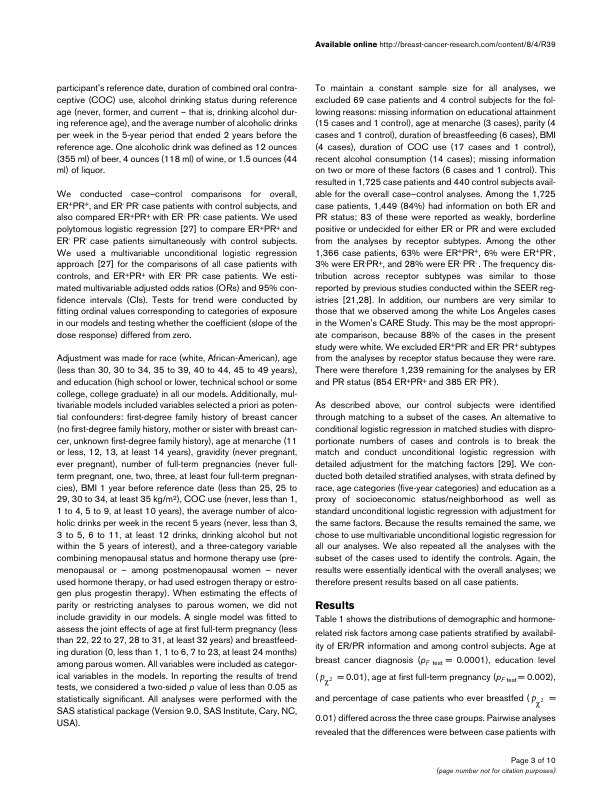 Available online http://breast-cancer-research.com/content/8/4/R39
participant's reference date, duration of combined oral contra-
ceptive (COC) use, alcohol drinking status during reference
age (never, former, and current – that is, drinking alcohol dur-
ing reference age), and the average number of alcoholic drinks
per week in the 5-year period that ended 2 years before the
reference age. One alcoholic drink was defined as 12 ounces
(355 ml) of beer, 4 ounces (118 ml) of wine, or 1.5 ounces (44
ml) of liquor.
We conducted case–control comparisons for overall,
ER+PR+, and ER-PR- case patients with control subjects, and
also compared ER+PR+ with ER-PR- case patients. We used
polytomous logistic regression [27] to compare ER+PR+ and
ER-PR- case patients simultaneously with control subjects.
We used a multivariable unconditional logistic regression
approach [27] for the comparisons of all case patients with
controls, and ER+PR+ with ER-PR- case patients. We esti-
mated multivariable adjusted odds ratios (ORs) and 95% con-
fidence intervals (CIs). Tests for trend were conducted by
fitting ordinal values corresponding to categories of exposure
in our models and testing whether the coefficient (slope of the
dose response) differed from zero.
Adjustment was made for race (white, African-American), age
(less than 30, 30 to 34, 35 to 39, 40 to 44, 45 to 49, years),
and education (high school or lower, technical school or some
college, college graduate) in all our models. Additionally, mul-
tivariable models included variables selected a priori as poten-
tial confounders: first-degree family history of breast cancer
(no first-degree family history, mother or sister with breast can-
cer, unknown first-degree family history), age at menarche (11
or less, 12, 13, at least 14 years), gravidity (never pregnant,
ever pregnant), number of full-term pregnancies (never full-
term pregnant, one, two, three, at least four full-term pregnan-
cies), BMI 1 year before reference date (less than 25, 25 to
29, 30 to 34, at least 35 kg/m²), COC use (never, less than 1,
1 to 4, 5 to 9, at least 10 years), the average number of alco-
holic drinks per week in the recent 5 years (never, less than 3,
3 to 5, 6 to 11, at least 12 drinks, drinking alcohol but not
within the 5 years of interest), and a three-category variable
combining menopausal status and hormone therapy use (pre-
menopausal or – among postmenopausal women – never
used hormone therapy, or had used estrogen therapy or estro-
gen plus progestin therapy). When estimating the effects of
parity or restricting analyses to parous women, we did not
include gravidity in our models. A single model was fitted to
assess the joint effects of age at first full-term pregnancy (less
than 22, 22 to 27, 28 to 31, at least 32 years) and breastfeed-
ing duration (0, less than 1, 1 to 6, 7 to 23, at least 24 months)
among parous women. All variables were included as categor-
ical variables in the models. In reporting the results of trend
tests, we considered a two-sided p value of less than 0.05 as
statistically significant. All analyses were performed with the
SAS statistical package (Version 9.0, SAS Institute, Cary, NC,
USA).
To maintain a constant sample size for all analyses, we
excluded 69 case patients and 4 control subjects for the fol-
lowing reasons: missing information on educational attainment
(15 cases and 1 control), age at menarche (3 cases), parity (4
cases and 1 control), duration of breastfeeding (6 cases), BMI
(4 cases), duration of COC use (17 cases and 1 control),
recent alcohol consumption (14 cases); missing information
on two or more of these factors (6 cases and 1 control). This
resulted in 1,725 case patients and 440 control subjects avail-
able for the overall case–control analyses. Among the 1,725
case patients, 1,449 (84%) had information on both ER and
PR status; 83 of these were reported as weakly, borderline
positive or undecided for either ER or PR and were excluded
from the analyses by receptor subtypes. Among the other
1,366 case patients, 63% were ER+PR+, 6% were ER+PR-,
3% were ER-PR+, and 28% were ER-PR-. The frequency dis-
tribution across receptor subtypes was similar to those
reported by previous studies conducted within the SEER reg-
istries [21,28]. In addition, our numbers are very similar to
those that we observed among the white Los Angeles cases
in the Women's CARE Study. This may be the most appropri-
ate comparison, because 88% of the cases in the present
study were white. We excluded ER+PR- and ER-PR+ subtypes
from the analyses by receptor status because they were rare.
There were therefore 1,239 remaining for the analyses by ER
and PR status (854 ER+PR+ and 385 ER-PR-).
As described above, our control subjects were identified
through matching to a subset of the cases. An alternative to
conditional logistic regression in matched studies with dispro-
portionate numbers of cases and controls is to break the
match and conduct unconditional logistic regression with
detailed adjustment for the matching factors [29]. We con-
ducted both detailed stratified analyses, with strata defined by
race, age categories (five-year categories) and education as a
proxy of socioeconomic status/neighborhood as well as
standard unconditional logistic regression with adjustment for
the same factors. Because the results remained the same, we
chose to use multivariable unconditional logistic regression for
all our analyses. We also repeated all the analyses with the
subset of the cases used to identify the controls. Again, the
results were essentially identical with the overall analyses; we
therefore present results based on all case patients.
Results
Table 1 shows the distributions of demographic and hormone-
related risk factors among case patients stratified by availabil-
ity of ER/PR information and among control subjects. Age at
breast cancer diagnosis (pF test = 0.0001), education level
(pχ² = 0.01), age at first full-term pregnancy (pF test = 0.002),
and percentage of case patients who ever breastfed (pχ² =
0.01) differed across the three case groups. Pairwise analyses
revealed that the differences were between case patients with
Page 3 of 10
(page number not for citation purposes)